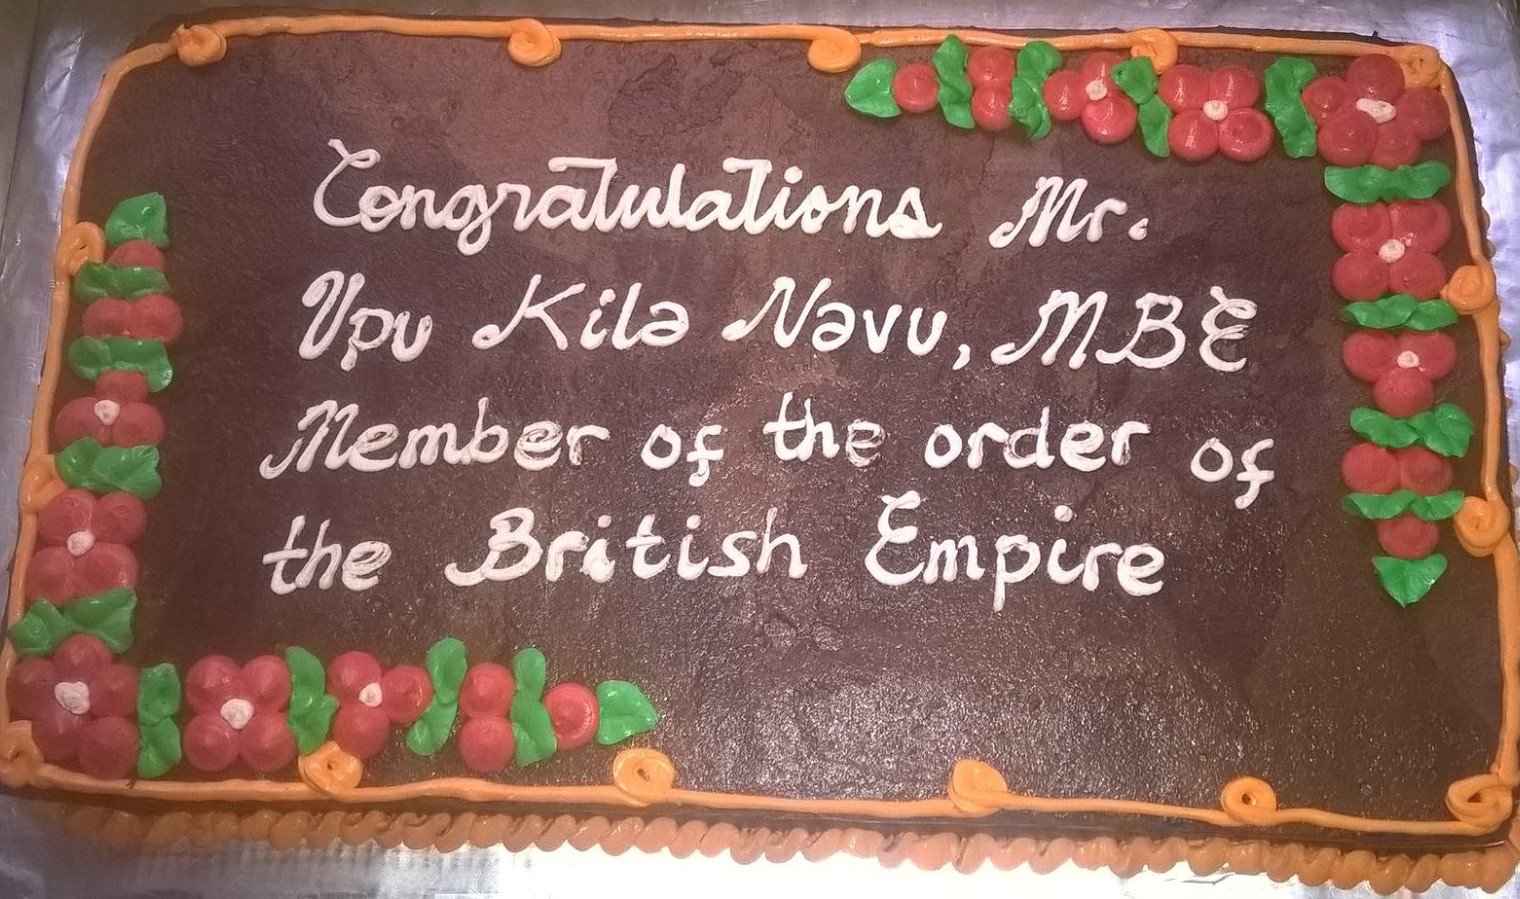 Congratulations Mr.
Vpu Kila Navu, MBE
Member of the order of
the British Empire